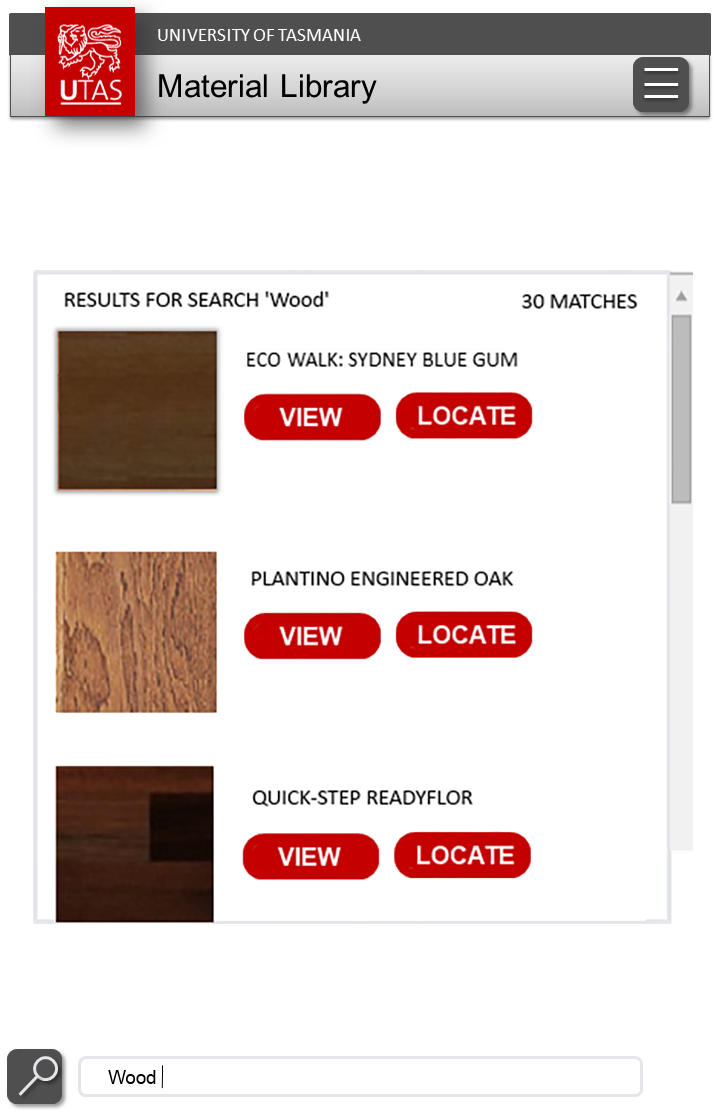 UNIVERSITY OF TASMANIA
UTAS
Material Library
RESULTS FOR SEARCH 'Wood'
30 MATCHES
ECO WALK: SYDNEY BLUE GUM
VIEW
LOCATE
PLANTINO ENGINEERED OAK
VIEW
LOCATE
QUICK-STEP READYFLOR
VIEW
LOCATE
Wood